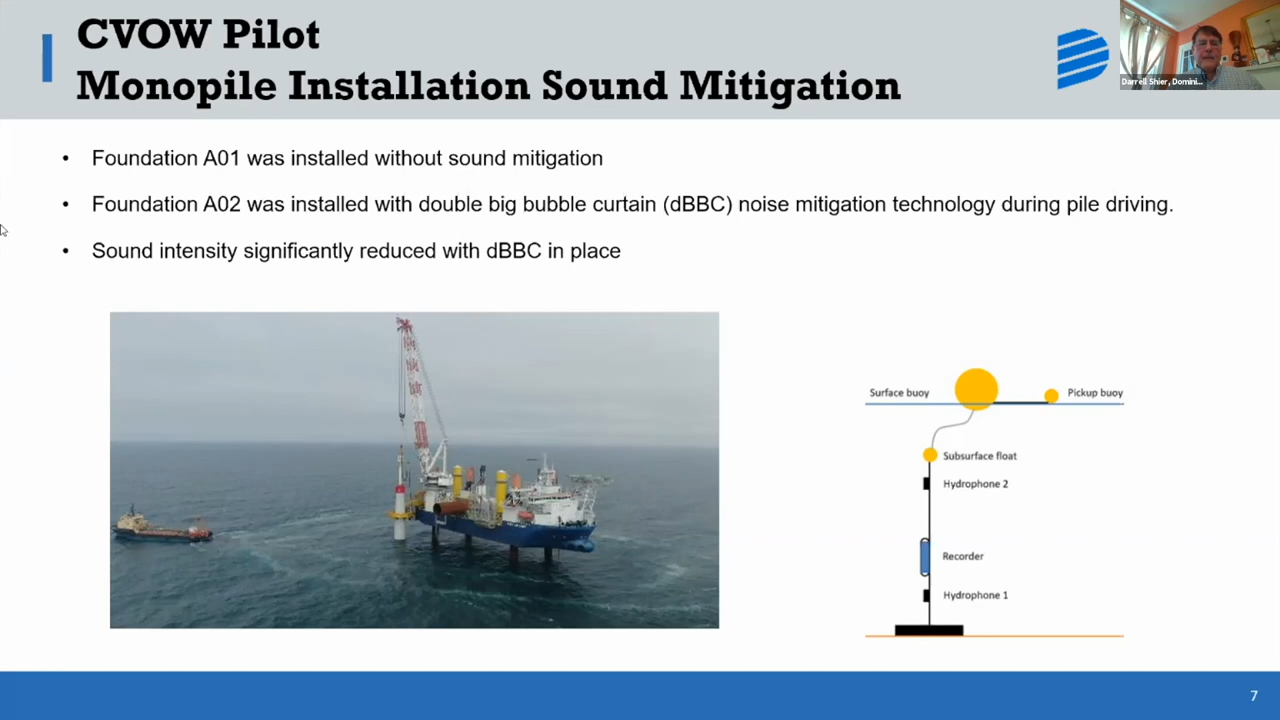 CVOW Pilot
Monopile Installation Sound Mitigation
Darrell Shier, Domini...
• Foundation A01 was installed without sound mitigation
• Foundation A02 was installed with double big bubble curtain (dBBC) noise mitigation technology during pile driving.
• Sound intensity significantly reduced with dBBC in place
Surface buoy
Pickup buoy
Subsurface float
Hydrophone 2
Recorder
Hydrophone 1
7